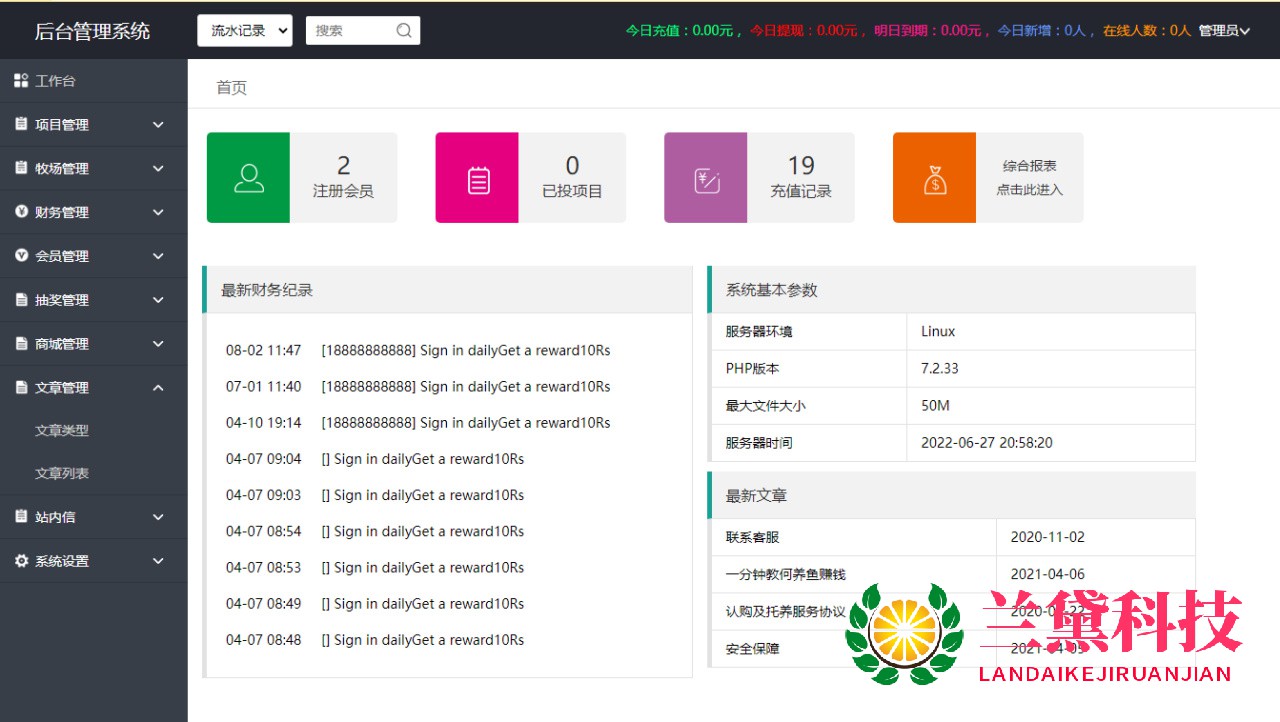 后台管理系统 流水记录 搜索 今日充值：0.00元， 今日提现：0.00元， 明日到期：0.00元， 今日新增：0人， 在线人数：0人 管理员
工作台
项目管理
牧场管理
财务管理
会员管理
抽奖管理
商城管理
文章管理
文章类型
文章列表
站内信
系统设置
首页
2
注册会员
0
已投项目
19
充值记录
综合报表
点击此进入
最新财务纪录
08-02 11:47 [18888888888] Sign in dailyGet a reward10Rs
07-01 11:40 [18888888888] Sign in dailyGet a reward10Rs
04-10 19:14 [18888888888] Sign in dailyGet a reward10Rs
04-07 09:04 [] Sign in dailyGet a reward10Rs
04-07 09:03 [] Sign in dailyGet a reward10Rs
04-07 08:54 [] Sign in dailyGet a reward10Rs
04-07 08:53 [] Sign in dailyGet a reward10Rs
04-07 08:49 [] Sign in dailyGet a reward10Rs
04-07 08:48 [] Sign in dailyGet a reward10Rs
系统基本参数
服务器环境 Linux
PHP版本 7.2.33
最大文件大小 50M
服务器时间 2022-06-27 20:58:20
最新文章
联系客服 2020-11-02
一分钟教何养鱼赚钱 2021-04-06
认购及托养服务协议
安全保障
兰黛科技
LANDAIKEJIRUANJIAN